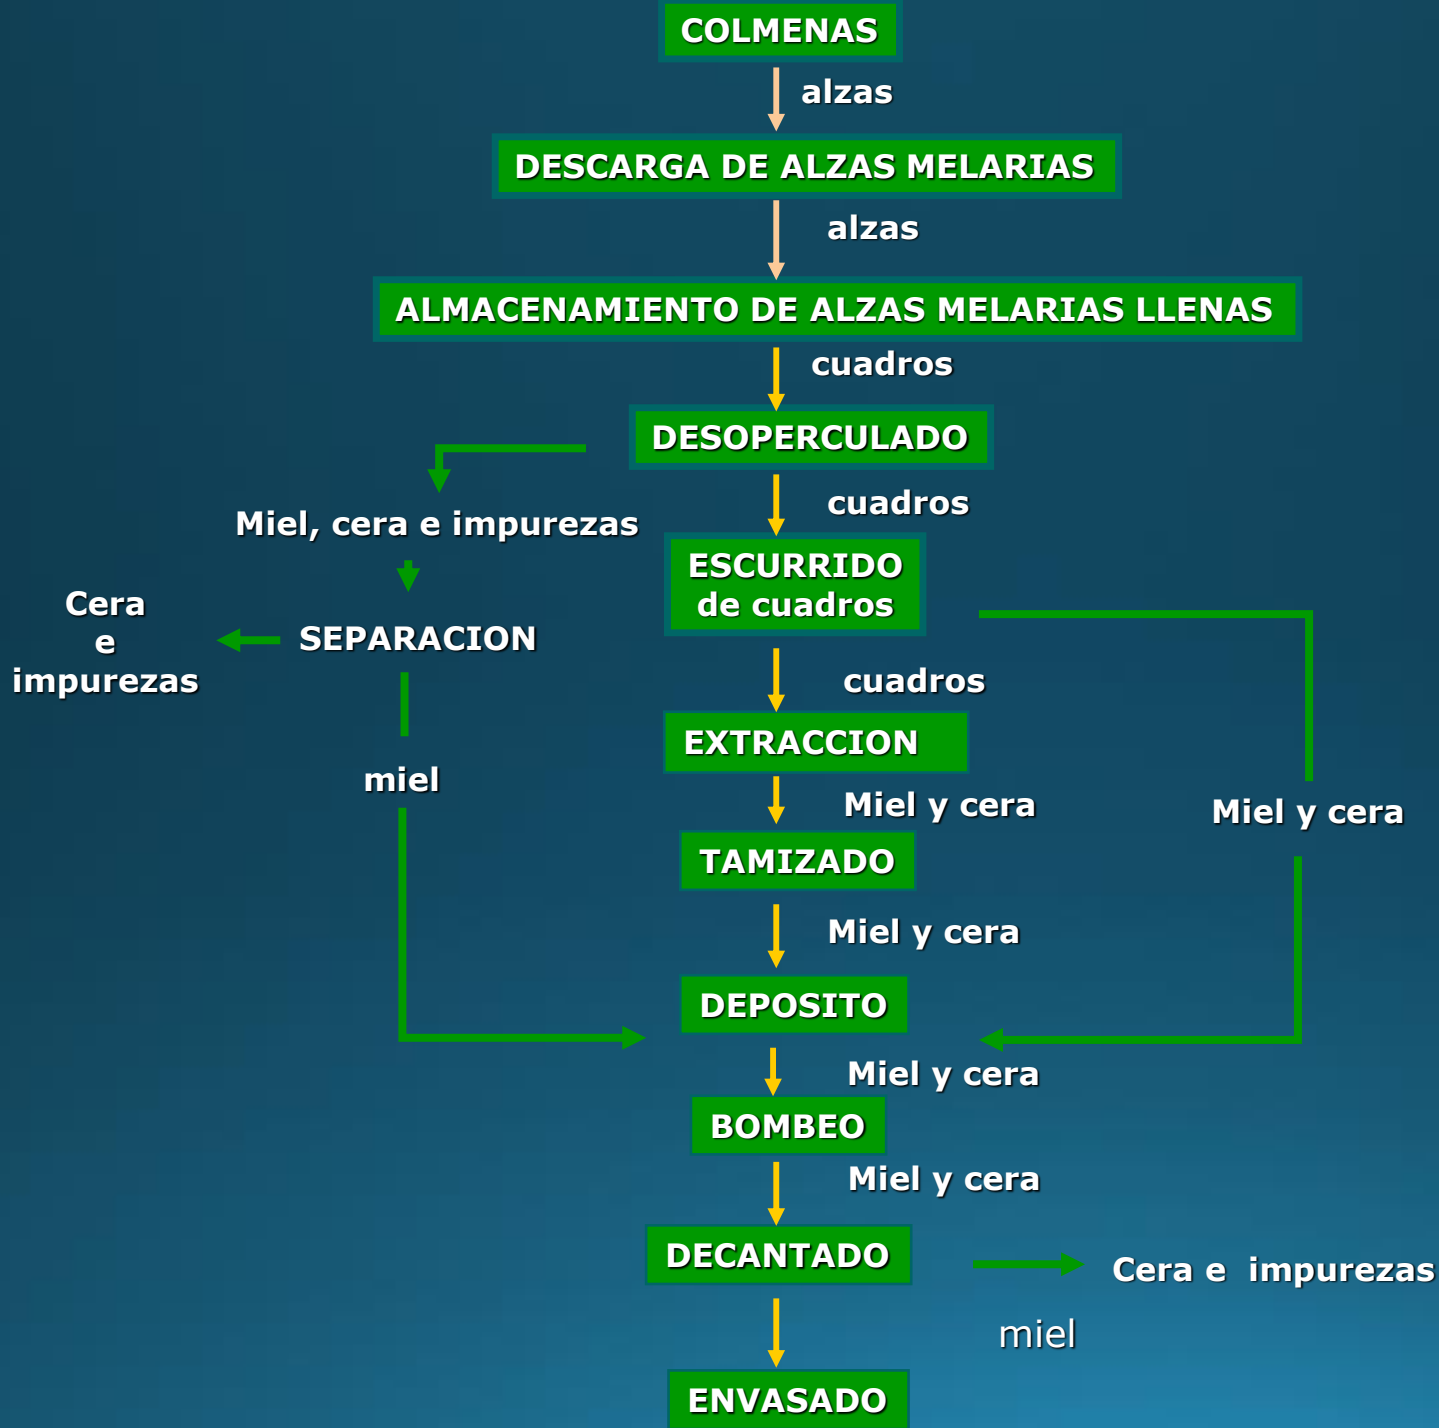 COLMENAS
alzas
DESCARGA DE ALZAS MELARIAS
alzas
ALMACENAMIENTO DE ALZAS MELARIAS LLENAS
cuadros
DESOPERCULADO
cuadros
Miel, cera e impurezas
ESCURRIDO
de cuadros
Cera
e
impurezas
SEPARACION
cuadros
EXTRACCION
miel
Miel y cera
Miel y cera
TAMIZADO
Miel y cera
DEPOSITO
Miel y cera
BOMBEO
Miel y cera
DECANTADO
Cera e  impurezas
miel
ENVASADO